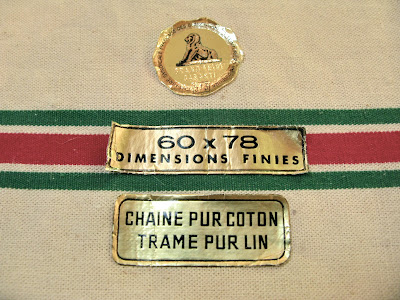 60 x 78
DIMENSIONS FINIES
CHAINE PUR COTON
TRAME PUR LIN